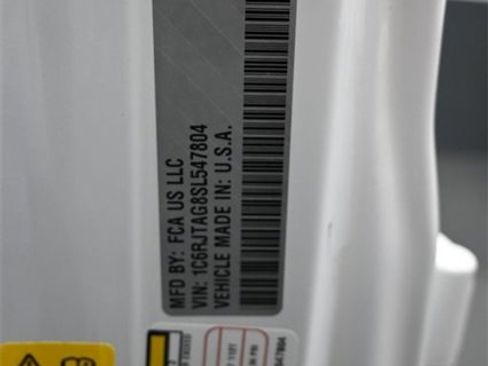 MFD BY: FCA US LLC
VIN: 1C6RJTAG8SL547804
VEHICLE MADE IN: U.S.A.